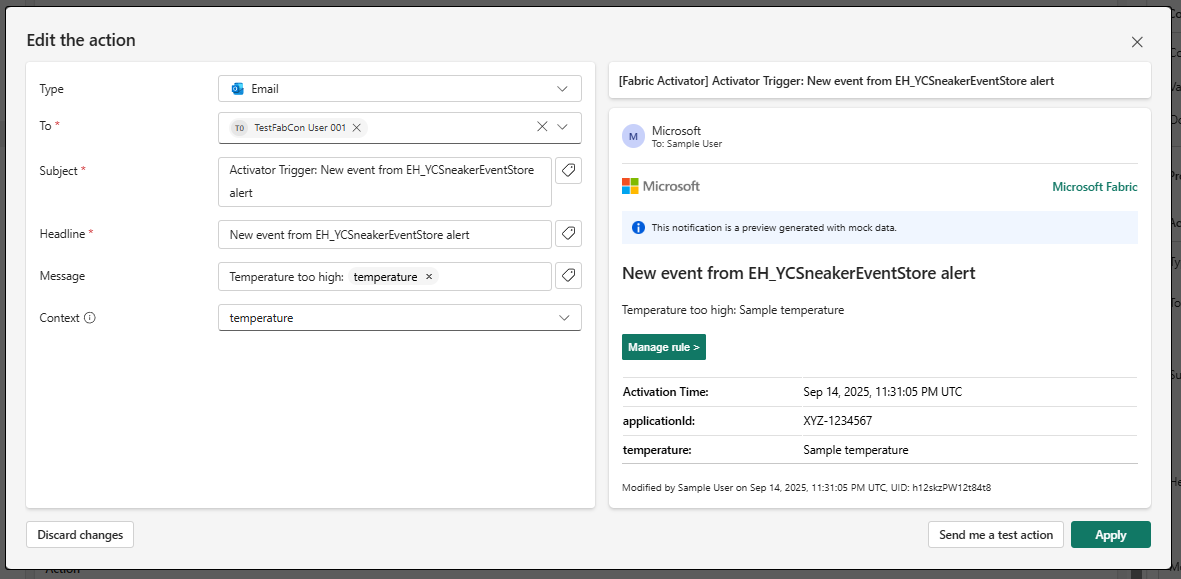 Edit the action
Type
Email
To *
TO
TestFabCon User 001
Subject *
Activator Trigger: New event from EH_YCSneakerEventStore
alert
Headline *
New event from EH_YCSneakerEventStore alert
Message
Temperature too high: temperature
Context
temperature
Discard changes
[Fabric Activator] Activator Trigger: New event from EH_YCSneakerEventStore alert
M
Microsoft
To: Sample User
Microsoft
Microsoft Fabric
This notification is a preview generated with mock data.
New event from EH_YCSneakerEventStore alert
Temperature too high: Sample temperature
Manage rule >
Activation Time: Sep 14, 2025, 11:31:05 PM UTC
applicationId: XYZ-1234567
temperature: Sample temperature
Modified by Sample User on Sep 14, 2025, 11:31:05 PM UTC, UID: h12skzPW12t84t8
Send me a test action
Apply
Action